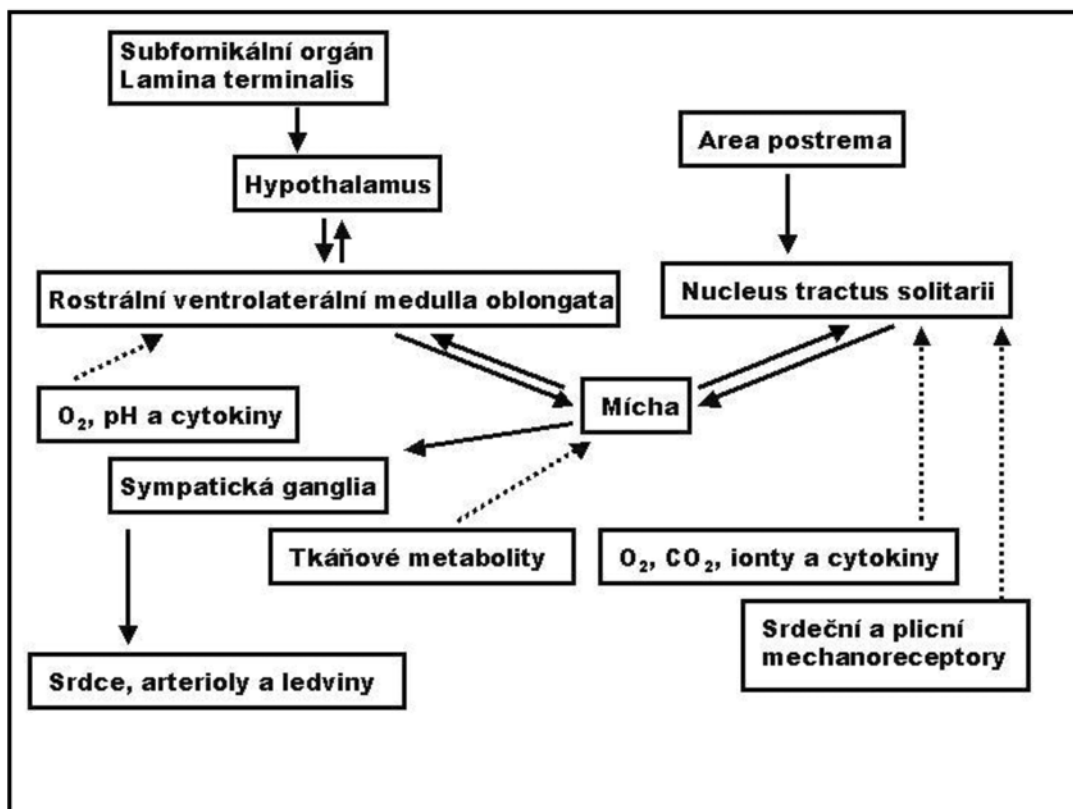 Subfornikální orgán
Lamina terminalis
Area postrema
Hypothalamus
Rostrální ventrolaterální medulla oblongata
Nucleus tractus solitarii
Mícha
O₂, pH a cytokiny
Sympatická ganglia
Tkáňové metabolity
O₂, CO₂, ionty a cytokiny
Srdeční a plicní
mechanoreceptory
Srdce, arterioly a ledviny